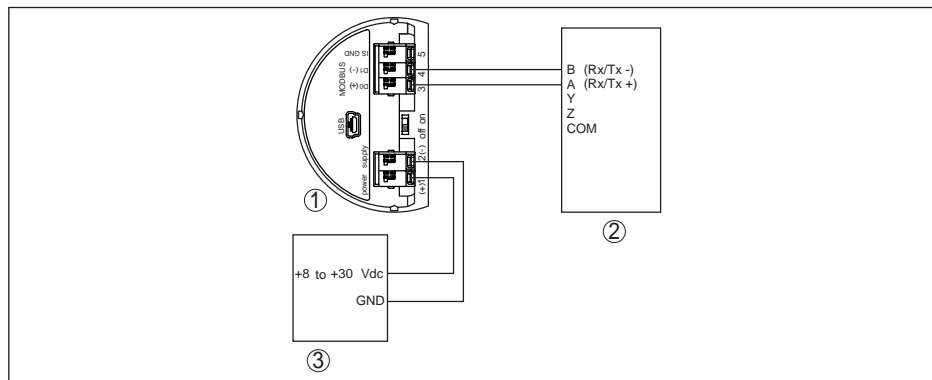 IS GND
5
MODBUS
D1 (-)
4
D0 (+)
3
USB
off on
power supply
2(-)
(+)1
B (Rx/Tx -)
A (Rx/Tx +)
Y
Z
COM
1
2
+8 to +30 Vdc
GND
3